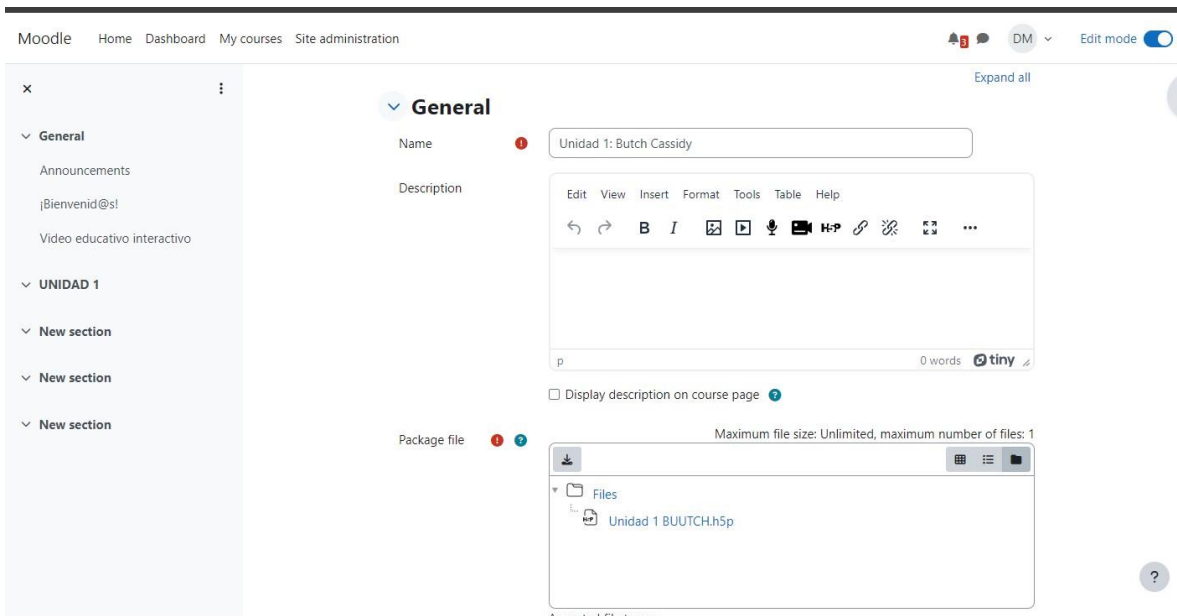 Moodle Home Dashboard My courses Site administration
3 DM Edit mode
Expand all
General
Announcements
¡Bienvenid@s!
Video educativo interactivo
UNIDAD 1
New section
New section
New section
General
Name
Unidad 1: Butch Cassidy
Description
Edit View Insert Format Tools Table Help
B I H5P
p 0 words tiny
Display description on course page ?
Package file ! ?
Maximum file size: Unlimited, maximum number of files: 1
Files
H5P Unidad 1 BUUTCH.h5p
?